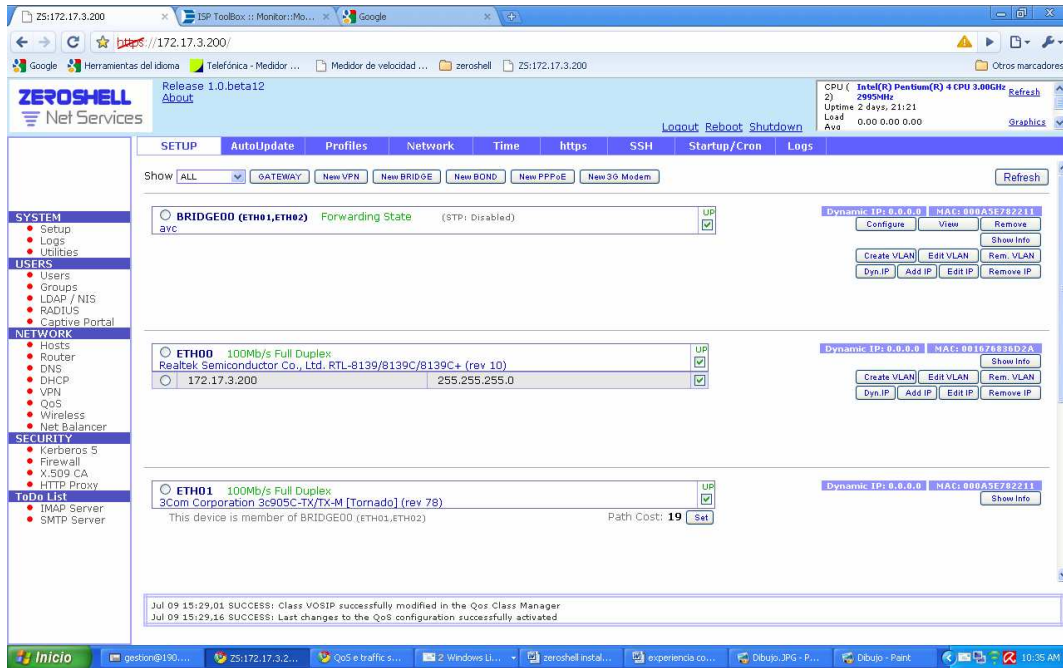 Z5:172.17.3.200
ISP ToolBox :: Monitor::Mo...
Google
https://172.17.3.200/
Google
Herramientas del idioma
Telefónica - Medidor ...
Medidor de velocidad ...
zeroshell
Z5:172.17.3.200
Otros marcadores
ZEROSHELL
Net Services
Release 1.0.beta12
About
Logout Reboot Shutdown
CPU ( Intel(R) Pentium(R) 4 CPU 3.00GHz
2) 2995MHz
Refresh
Uptime 2 days, 21:21
Load 0.00 0.00 0.00
Avg
Graphics
SETUP AutoUpdate Profiles Network Time https SSH Startup/Cron Logs
Show ALL GATEWAY New VPN New BRIDGE New BOND New PPPoE New 3G Modem Refresh
SYSTEM
Setup
Logs
Utilities
USERS
Users
Groups
LDAP / NIS
RADIUS
Captive Portal
NETWORK
Hosts
Router
DNS
DHCP
VPN
QoS
Wireless
Net Balancer
SECURITY
Kerberos 5
Firewall
X.509 CA
HTTP Proxy
ToDo List
IMAP Server
SMTP Server
BRIDGE00 (ETH01,ETH02) Forwarding State (STP: Disabled) UP
avc
Dynamic IP: 0.0.0.0 MAC: 000A5E782211
Configure View Remove
Show Info
Create VLAN Edit VLAN Rem. VLAN
Dyn.IP Add IP Edit IP Remove IP
ETH00 100Mb/s Full Duplex UP
Realtek Semiconductor Co., Ltd. RTL-8139/8139C/8139C+ (rev 10)
172.17.3.200 255.255.255.0
Dynamic IP: 0.0.0.0 MAC: 001676836D2A
Show Info
Create VLAN Edit VLAN Rem. VLAN
Dyn.IP Add IP Edit IP Remove IP
ETH01 100Mb/s Full Duplex UP
3Com Corporation 3c905C-TX/TX-M [Tornado] (rev 78)
This device is member of BRIDGE00 (ETH01,ETH02) Path Cost: 19 Set
Dynamic IP: 0.0.0.0 MAC: 000A5E782211
Show Info
Jul 09 15:29,01 SUCCESS: Class VOSIP successfully modified in the Qos Class Manager
Jul 09 15:29,16 SUCCESS: Last changes to the QoS configuration successfully activated
Inicio
gestion@190....
Z5:172.17.3.2...
QoS e traffic s...
2 Windows Li...
zeroshell instal...
experiencia co...
Dibujo.JPG - P...
Dibujo - Paint
10:35 AM